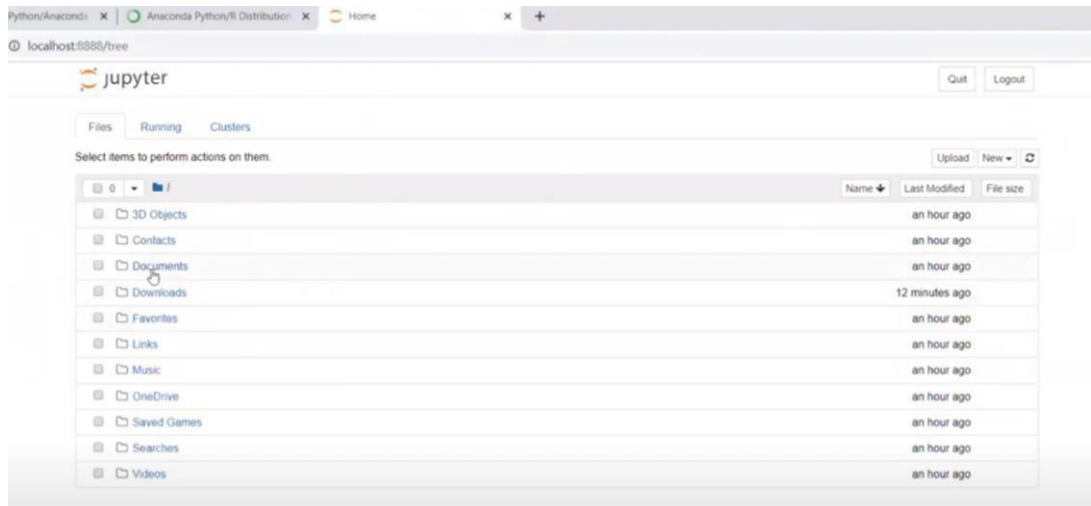 Python/Anaconda Anaconda Python/R Distribution Home
localhost:8888/tree
jupyter Quit Logout
Files Running Clusters
Select items to perform actions on them. Upload New
0 / Name Last Modified File size
3D Objects an hour ago
Contacts an hour ago
Documents an hour ago
Downloads 12 minutes ago
Favorites an hour ago
Links an hour ago
Music an hour ago
OneDrive an hour ago
Saved Games an hour ago
Searches an hour ago
Videos an hour ago